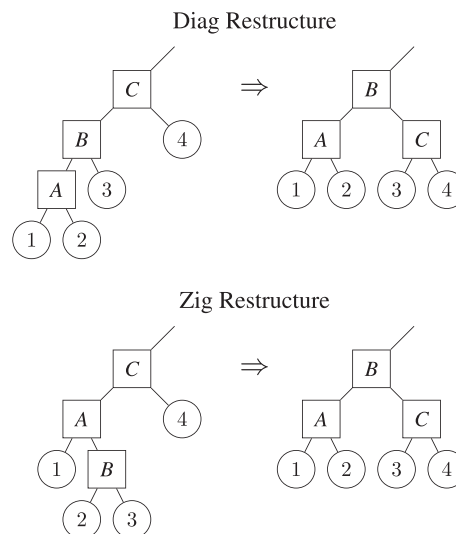 Diag Restructure
C ⇒ B
B 4 A C
A 3 1 2 3 4
1 2
Zig Restructure
C ⇒ B
A 4 A C
1 B 1 2 3 4
2 3